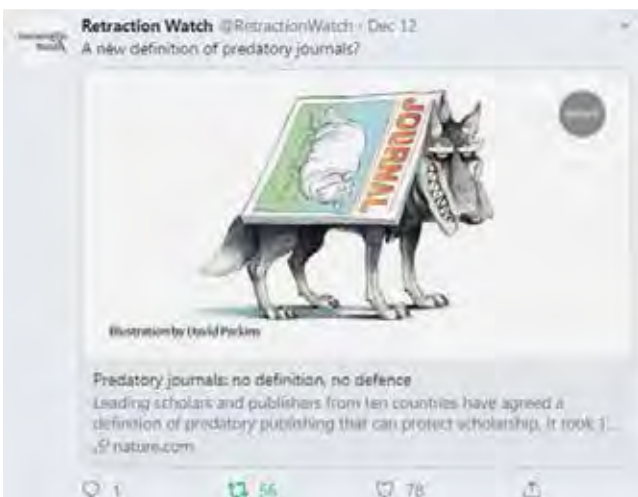 Retraction Watch @RetractionWatch · Dec 12
A new definition of predatory journals?
JOURNAL
Illustration by David Parkins
Predatory journals: no definition, no defence
Leading scholars and publishers from ten countries have agreed a
definition of predatory publishing that can protect scholarship. It took 1...
nature.com
1 56 78